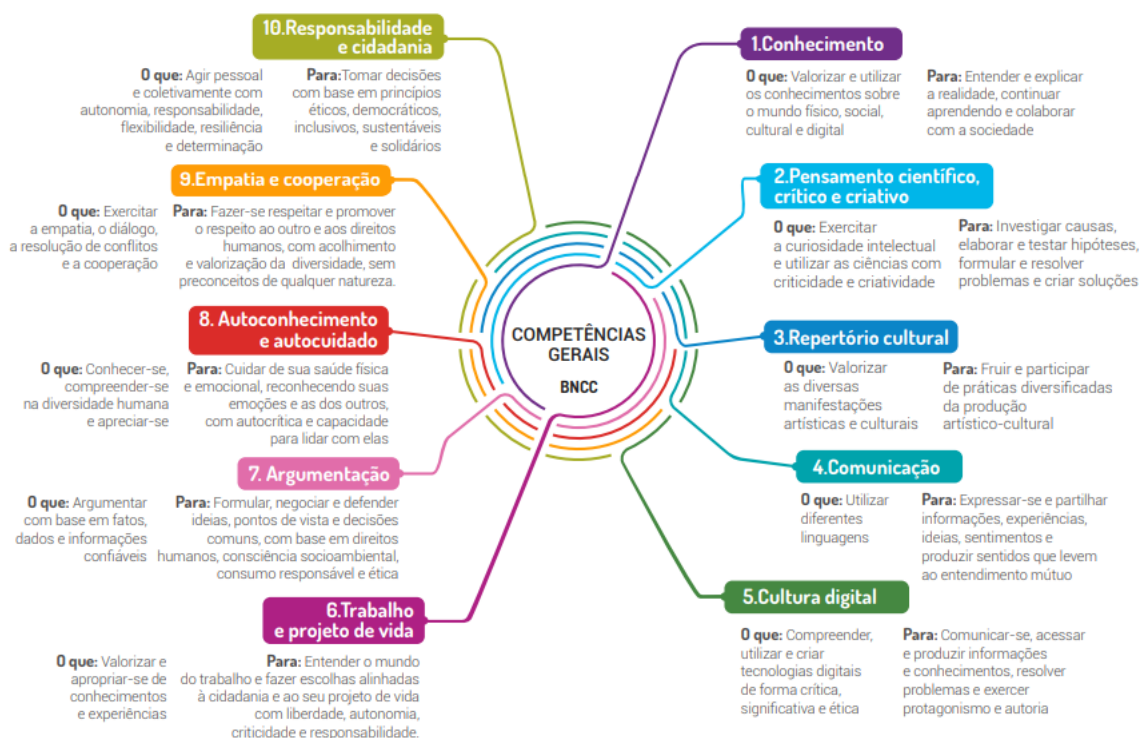 COMPETÊNCIAS
GERAIS
BNCC
1.Conhecimento
O que: Valorizar e utilizar
os conhecimentos sobre
o mundo físico, social,
cultural e digital
Para: Entender e explicar
a realidade, continuar
aprendendo e colaborar
com a sociedade
2.Pensamento científico,
crítico e criativo
O que: Exercitar
a curiosidade intelectual
e utilizar as ciências com
criticidade e criatividade
Para: Investigar causas,
elaborar e testar hipóteses,
formular e resolver
problemas e criar soluções
3.Repertório cultural
O que: Valorizar
as diversas
manifestações
artísticas e culturais
Para: Fruir e participar
de práticas diversificadas
da produção
artístico-cultural
4.Comunicação
O que: Utilizar
diferentes
linguagens
Para: Expressar-se e partilhar
informações, experiências,
ideias, sentimentos e
produzir sentidos que levem
ao entendimento mútuo
5.Cultura digital
O que: Compreender,
utilizar e criar
tecnologias digitais
de forma crítica,
significativa e ética
Para: Comunicar-se, acessar
e produzir informações
e conhecimentos, resolver
problemas e exercer
protagonismo e autoria
6.Trabalho
e projeto de vida
O que: Valorizar e
apropriar-se de
conhecimentos
e experiências
Para: Entender o mundo
do trabalho e fazer escolhas alinhadas
à cidadania e ao seu projeto de vida
com liberdade, autonomia,
criticidade e responsabilidade.
7. Argumentação
O que: Argumentar
com base em fatos,
dados e informações
confiáveis
Para: Formular, negociar e defender
ideias, pontos de vista e decisões
comuns, com base em direitos
humanos, consciência socioambiental,
consumo responsável e ética
8. Autoconhecimento
e autocuidado
O que: Conhecer-se,
compreender-se
na diversidade humana
e apreciar-se
Para: Cuidar de sua saúde física
e emocional, reconhecendo suas
emoções e as dos outros,
com autocrítica e capacidade
para lidar com elas
9.Empatia e cooperação
O que: Exercitar
a empatia, o diálogo,
a resolução de conflitos
e a cooperação
Para: Fazer-se respeitar e promover
o respeito ao outro e aos direitos
humanos, com acolhimento
e valorização da diversidade, sem
preconceitos de qualquer natureza.
10.Responsabilidade
e cidadania
O que: Agir pessoal
e coletivamente com
autonomia, responsabilidade,
flexibilidade, resiliência
e determinação
Para:Tomar decisões
com base em princípios
éticos, democráticos,
inclusivos, sustentáveis
e solidários